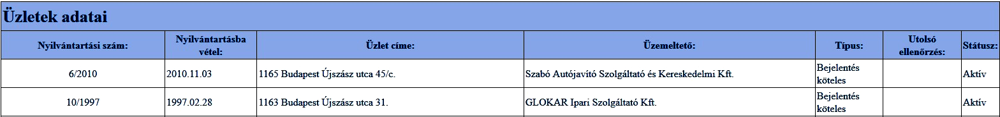 Üzletek adatai
Nyilvántartási szám: Nyilvántartásba vétel: Üzlet címe: Üzemeltető: Típus: Utolsó ellenőrzés: Státusz:
6/2010 2010.11.03 1165 Budapest Újszász utca 45/c. Szabó Autójavító Szolgáltató és Kereskedelmi Kft. Bejelentés köteles Aktív
10/1997 1997.02.28 1163 Budapest Újszász utca 31. GLOKAR Ipari Szolgáltató Kft. Bejelentés köteles Aktív